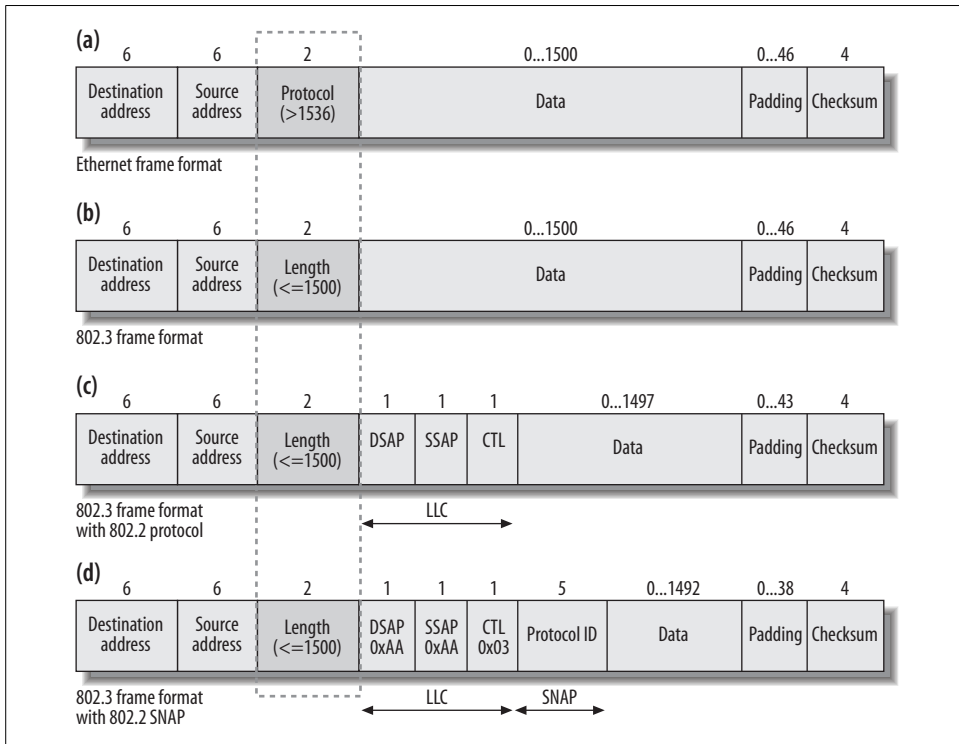 (a)
6 6 2 0...1500 0...46 4
Destination address Source address Protocol (>1536) Data Padding Checksum
Ethernet frame format
(b)
6 6 2 0...1500 0...46 4
Destination address Source address Length (<=1500) Data Padding Checksum
802.3 frame format
(c)
6 6 2 1 1 1 0...1497 0...43 4
Destination address Source address Length (<=1500) DSAP SSAP CTL Data Padding Checksum
802.3 frame format
with 802.2 protocol
LLC
(d)
6 6 2 1 1 1 5 0...1492 0...38 4
Destination address Source address Length (<=1500) DSAP 0xAA SSAP 0xAA CTL 0x03 Protocol ID Data Padding Checksum
802.3 frame format
with 802.2 SNAP
LLC SNAP